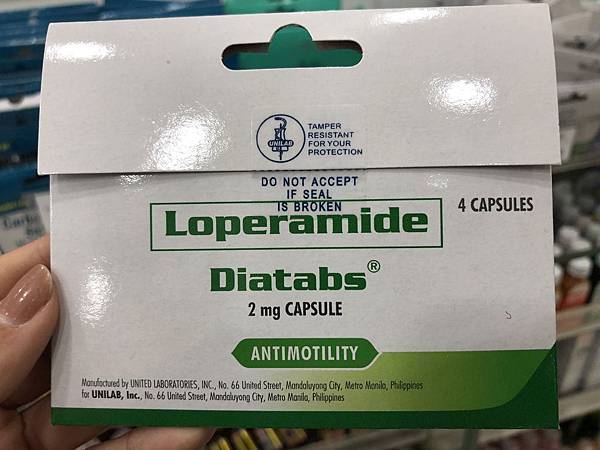 UNILAB
TAMPER
RESISTANT
FOR YOUR
PROTECTION
DO NOT ACCEPT
IF SEAL
IS BROKEN
Loperamide
4 CAPSULES
Diatabs®
2 mg CAPSULE
ANTIMOTILITY
Manufactured by UNITED LABORATORIES, INC., No. 66 United Street, Mandaluyong City, Metro Manila, Philippines
for UNILAB, Inc., No. 66 United Street, Mandaluyong City, Metro Manila, Philippines